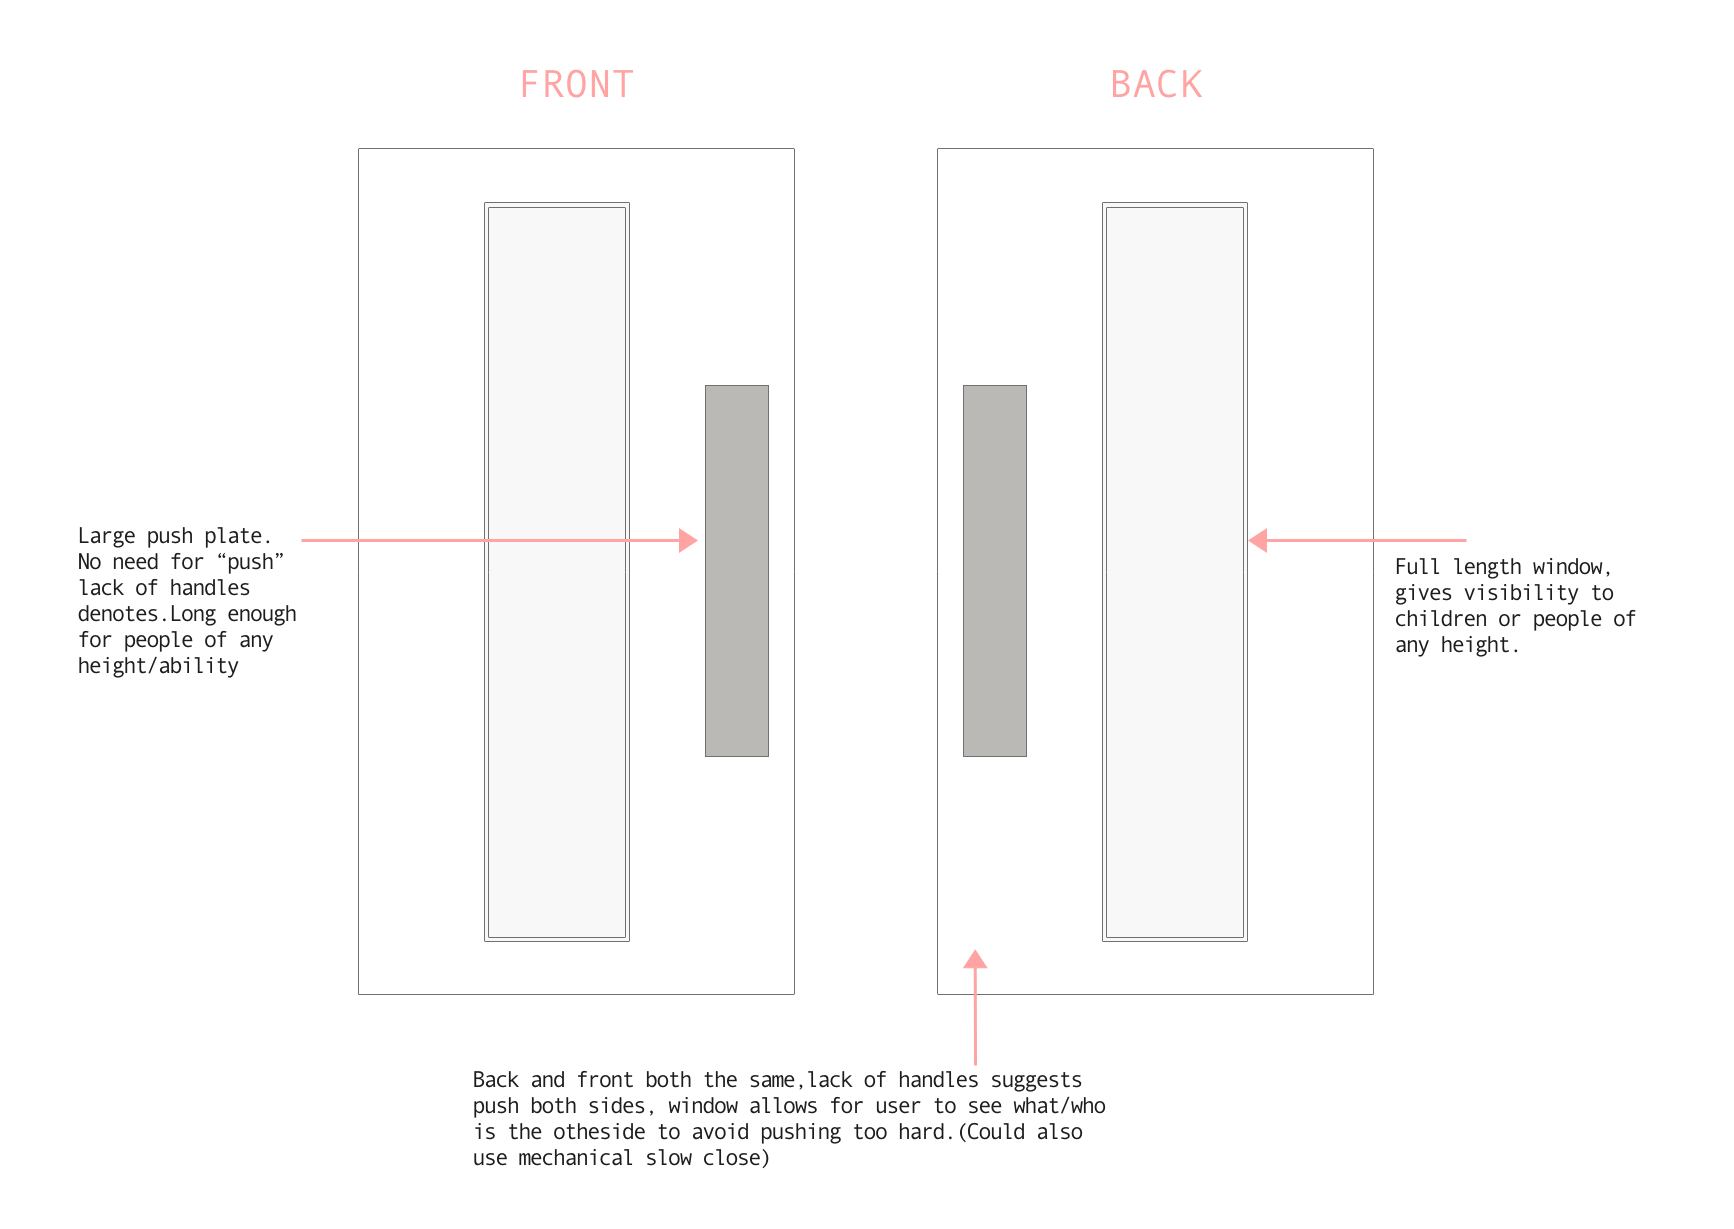 FRONT
BACK
Large push plate.
No need for “push”
lack of handles
denotes.Long enough
for people of any
height/ability
Full length window,
gives visibility to
children or people of
any height.
Back and front both the same,lack of handles suggests
push both sides, window allows for user to see what/who
is the otheside to avoid pushing too hard.(Could also
use mechanical slow close)